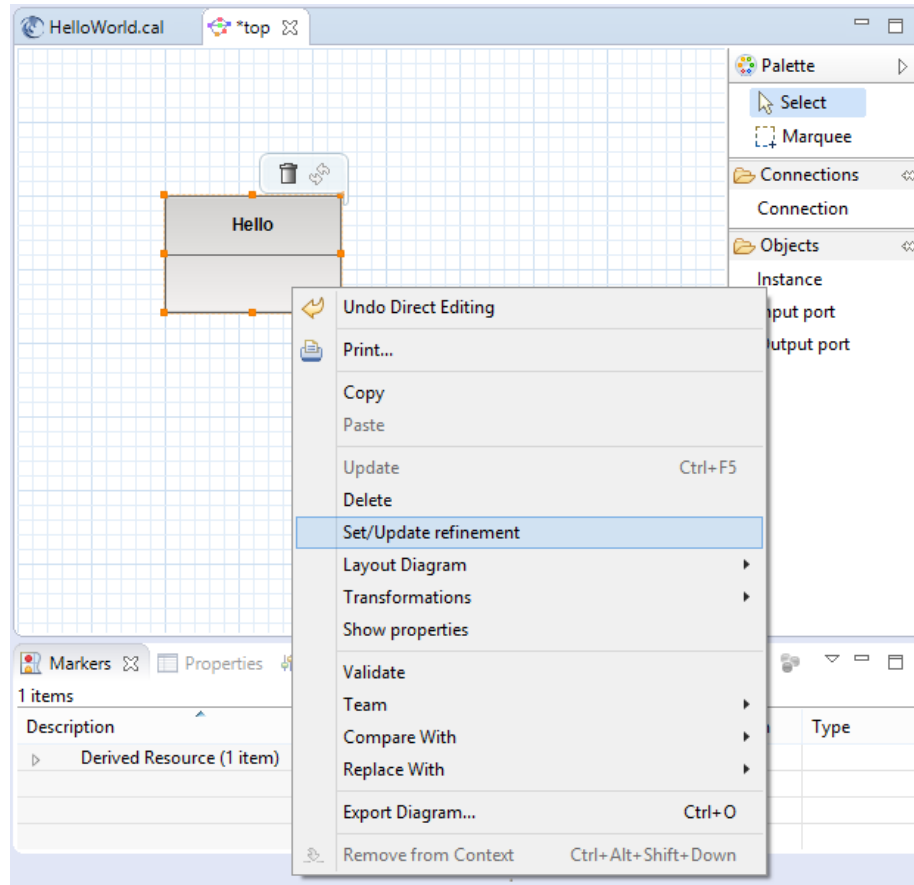 HelloWorld.cal
*top
Palette
Select
Marquee
Connections
Connection
Objects
Instance
nput port
utput port
Hello
Undo Direct Editing
Print...
Copy
Paste
Update Ctrl+F5
Delete
Set/Update refinement
Layout Diagram
Transformations
Show properties
Validate
Team
Compare With
Replace With
Export Diagram... Ctrl+O
Remove from Context Ctrl+Alt+Shift+Down
Markers Properties
1 items
Description Type
Derived Resource (1 item)